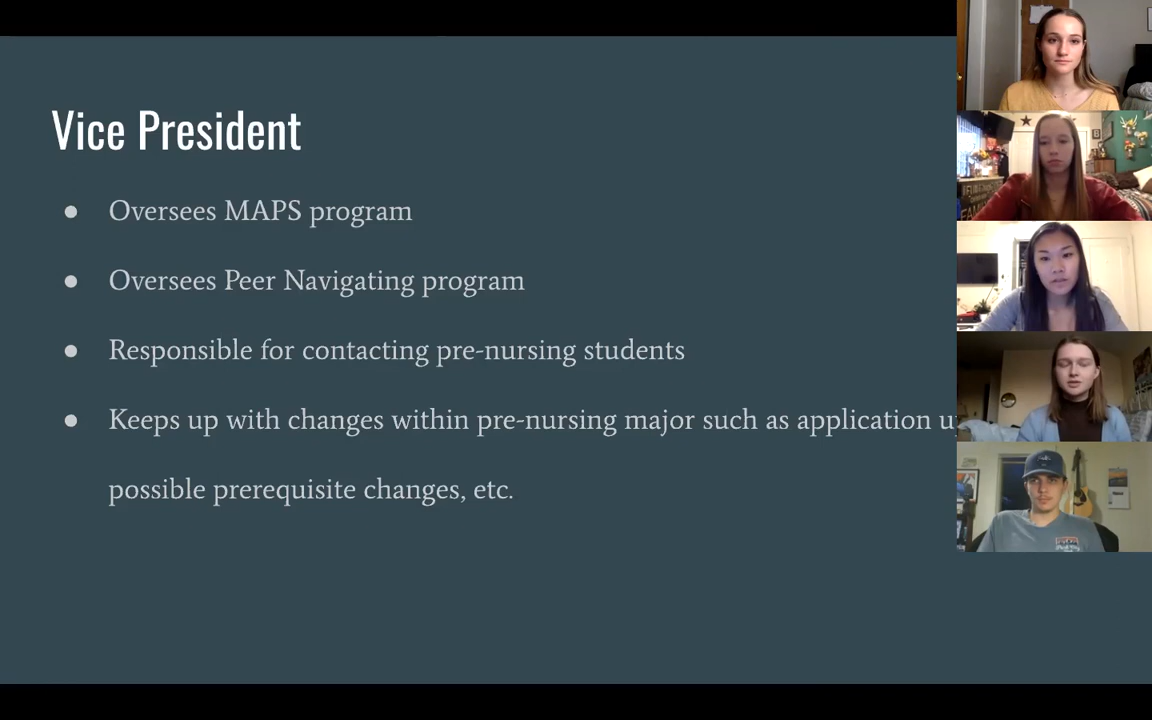 Vice President
● Oversees MAPS program
● Oversees Peer Navigating program
● Responsible for contacting pre-nursing students
● Keeps up with changes within pre-nursing major such as application
possible prerequisite changes, etc.